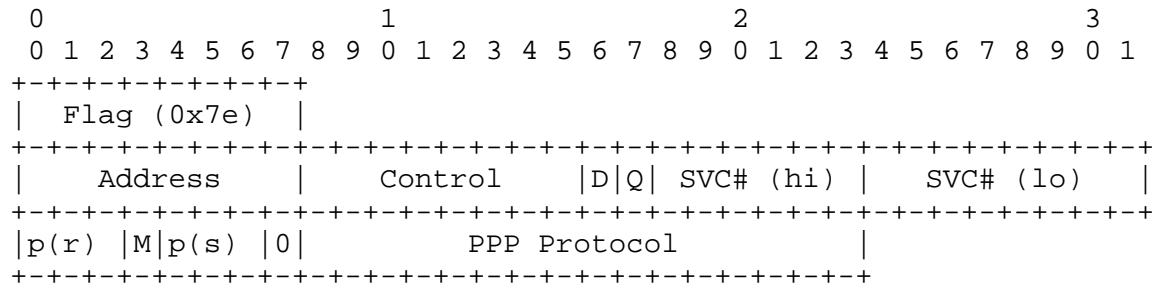 0                   1                   2                   3
 0 1 2 3 4 5 6 7 8 9 0 1 2 3 4 5 6 7 8 9 0 1 2 3 4 5 6 7 8 9 0 1
+-+-+-+-+-+-+-+-+
|  Flag (0x7e)  |
+-+-+-+-+-+-+-+-+-+-+-+-+-+-+-+-+-+-+-+-+-+-+-+-+-+-+-+-+-+-+-+-+
|    Address    |    Control    |D|Q| SVC# (hi) |   SVC# (lo)   |
+-+-+-+-+-+-+-+-+-+-+-+-+-+-+-+-+-+-+-+-+-+-+-+-+-+-+-+-+-+-+-+-+
|p(r) |M|p(s) |0|         PPP Protocol          |
+-+-+-+-+-+-+-+-+-+-+-+-+-+-+-+-+-+-+-+-+-+-+-+-+